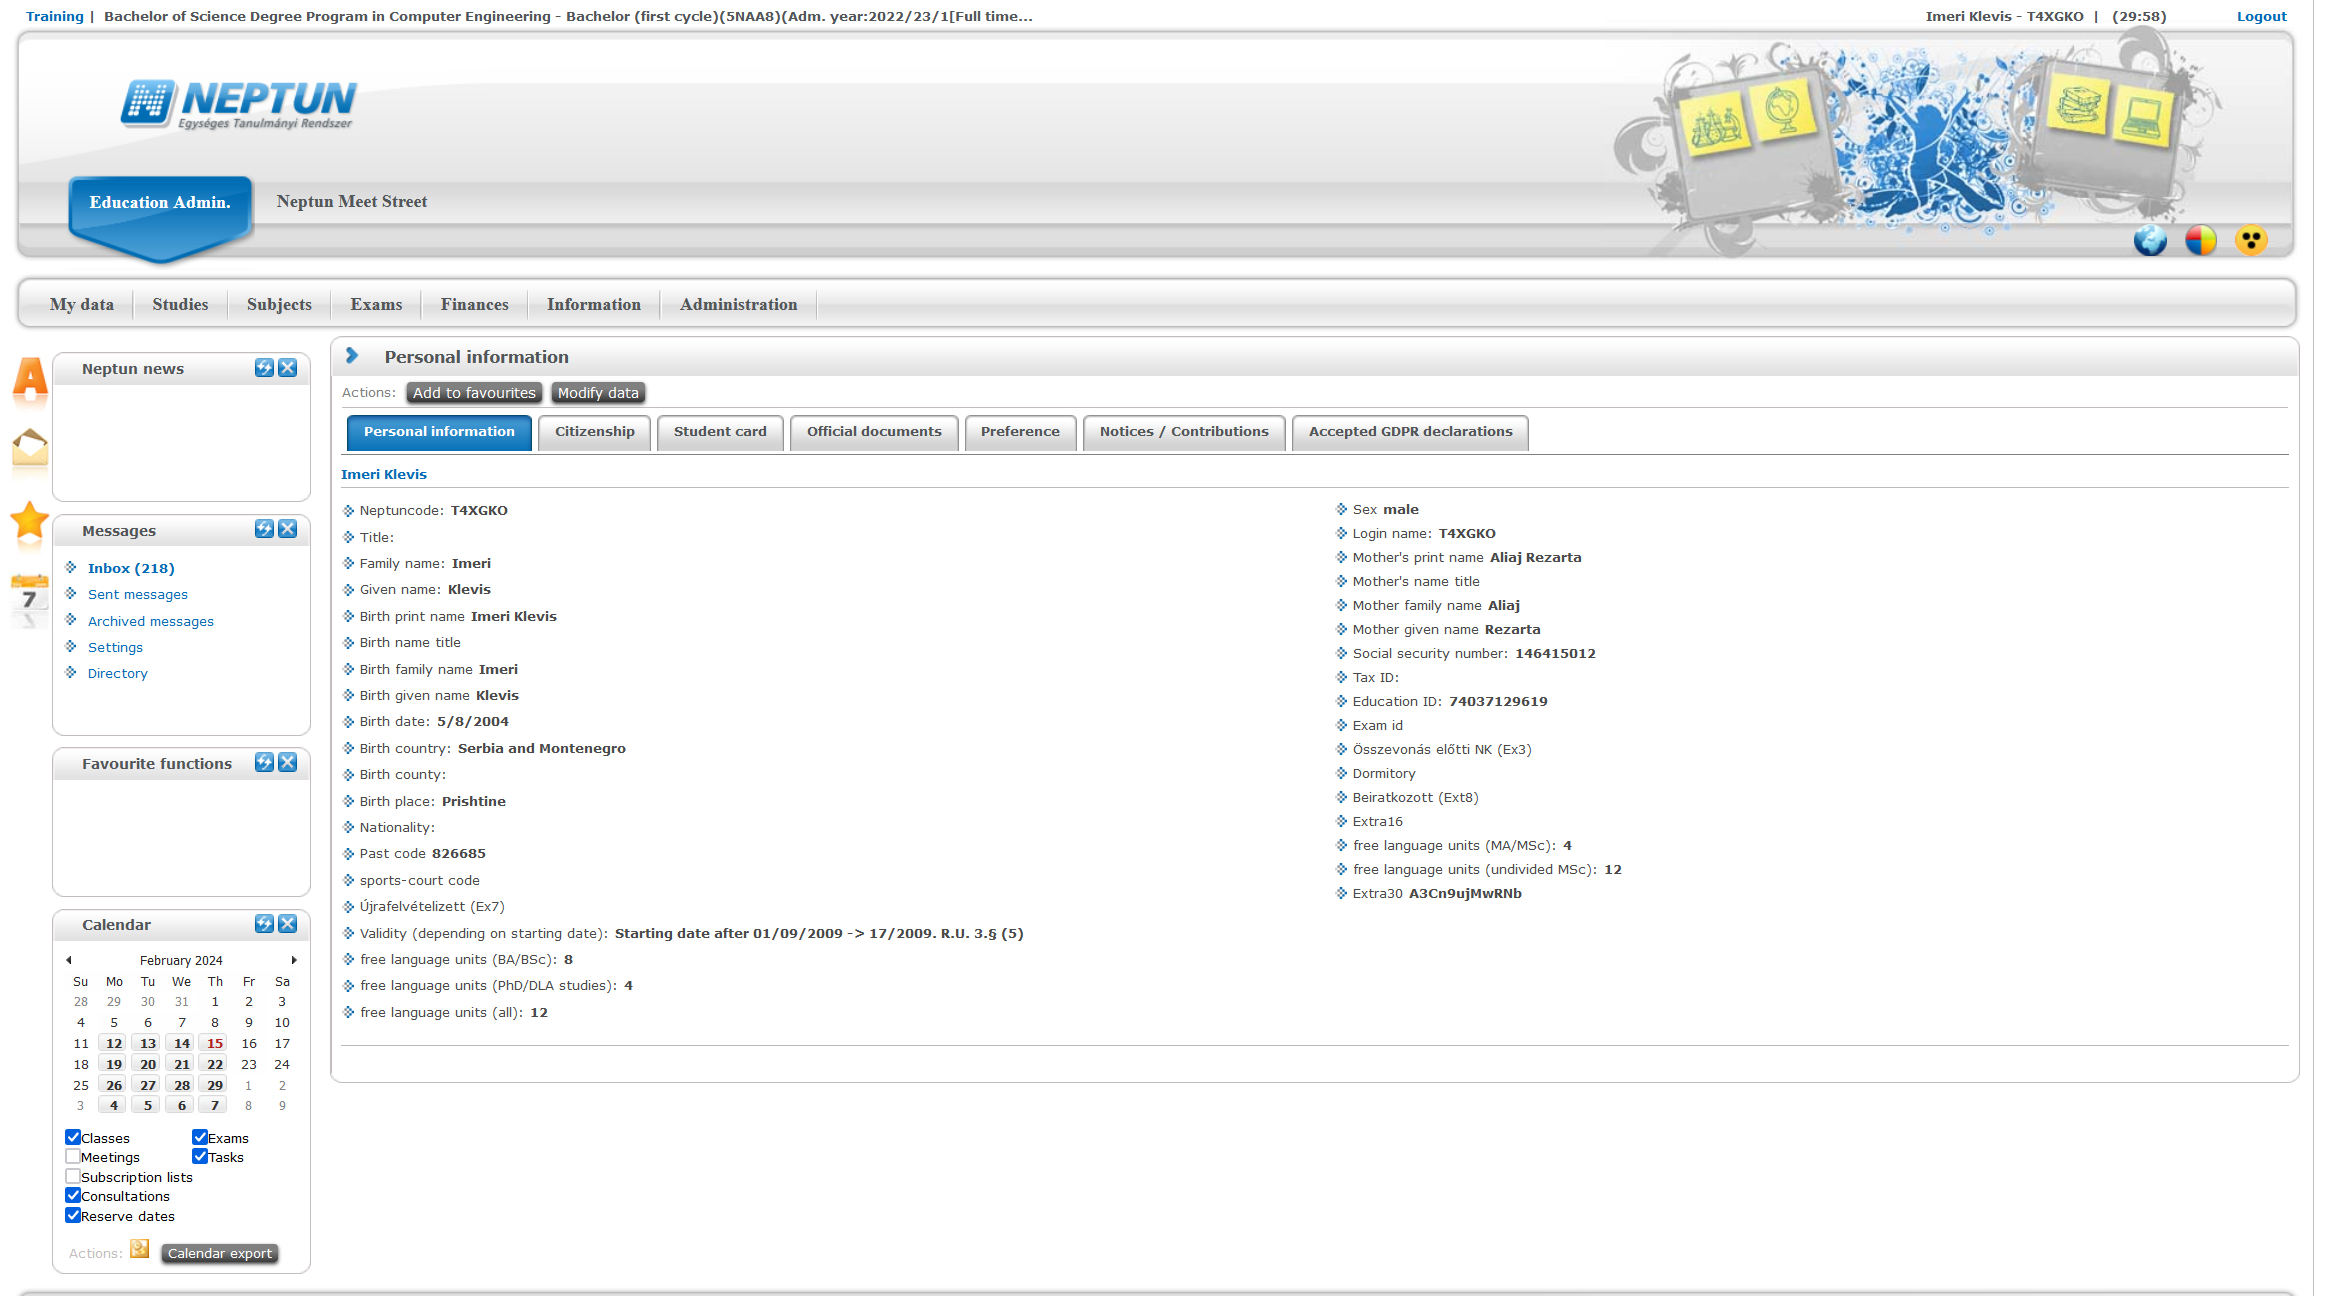 Training | Bachelor of Science Degree Program in Computer Engineering - Bachelor (first cycle)(5NAA8)(Adm. year:2022/23/1[Full time...
Imeri Klevis - T4XGKO | (29:58) Logout
NEPTUN
Egységes Tanulmányi Rendszer
Education Admin. Neptun Meet Street
My data Studies Subjects Exams Finances Information Administration
Neptun news
Messages
Inbox (218)
Sent messages
Archived messages
Settings
Directory
Favourite functions
Calendar
February 2024
Su Mo Tu We Th Fr Sa
28 29 30 31 1 2 3
4 5 6 7 8 9 10
11 12 13 14 15 16 17
18 19 20 21 22 23 24
25 26 27 28 29 1 2
3 4 5 6 7 8 9
Classes Exams
Meetings Tasks
Subscription lists
Consultations
Reserve dates
Actions: Calendar export
7
Personal information
Actions: Add to favourites Modify data
Personal information Citizenship Student card Official documents Preference Notices / Contributions Accepted GDPR declarations
Imeri Klevis
Neptuncode: T4XGKO
Title:
Family name: Imeri
Given name: Klevis
Birth print name Imeri Klevis
Birth name title
Birth family name Imeri
Birth given name Klevis
Birth date: 5/8/2004
Birth country: Serbia and Montenegro
Birth county:
Birth place: Prishtine
Nationality:
Past code 826685
sports-court code
Újrafelvételizett (Ex7)
Validity (depending on starting date): Starting date after 01/09/2009 -> 17/2009. R.U. 3.§ (5)
free language units (BA/BSc): 8
free language units (PhD/DLA studies): 4
free language units (all): 12
Sex male
Login name: T4XGKO
Mother's print name Aliaj Rezarta
Mother's name title
Mother family name Aliaj
Mother given name Rezarta
Social security number: 146415012
Tax ID:
Education ID: 74037129619
Exam id
Összevonás előtti NK (Ex3)
Dormitory
Beiratkozott (Ext8)
Extra16
free language units (MA/MSc): 4
free language units (undivided MSc): 12
Extra30 A3Cn9ujMwRNb